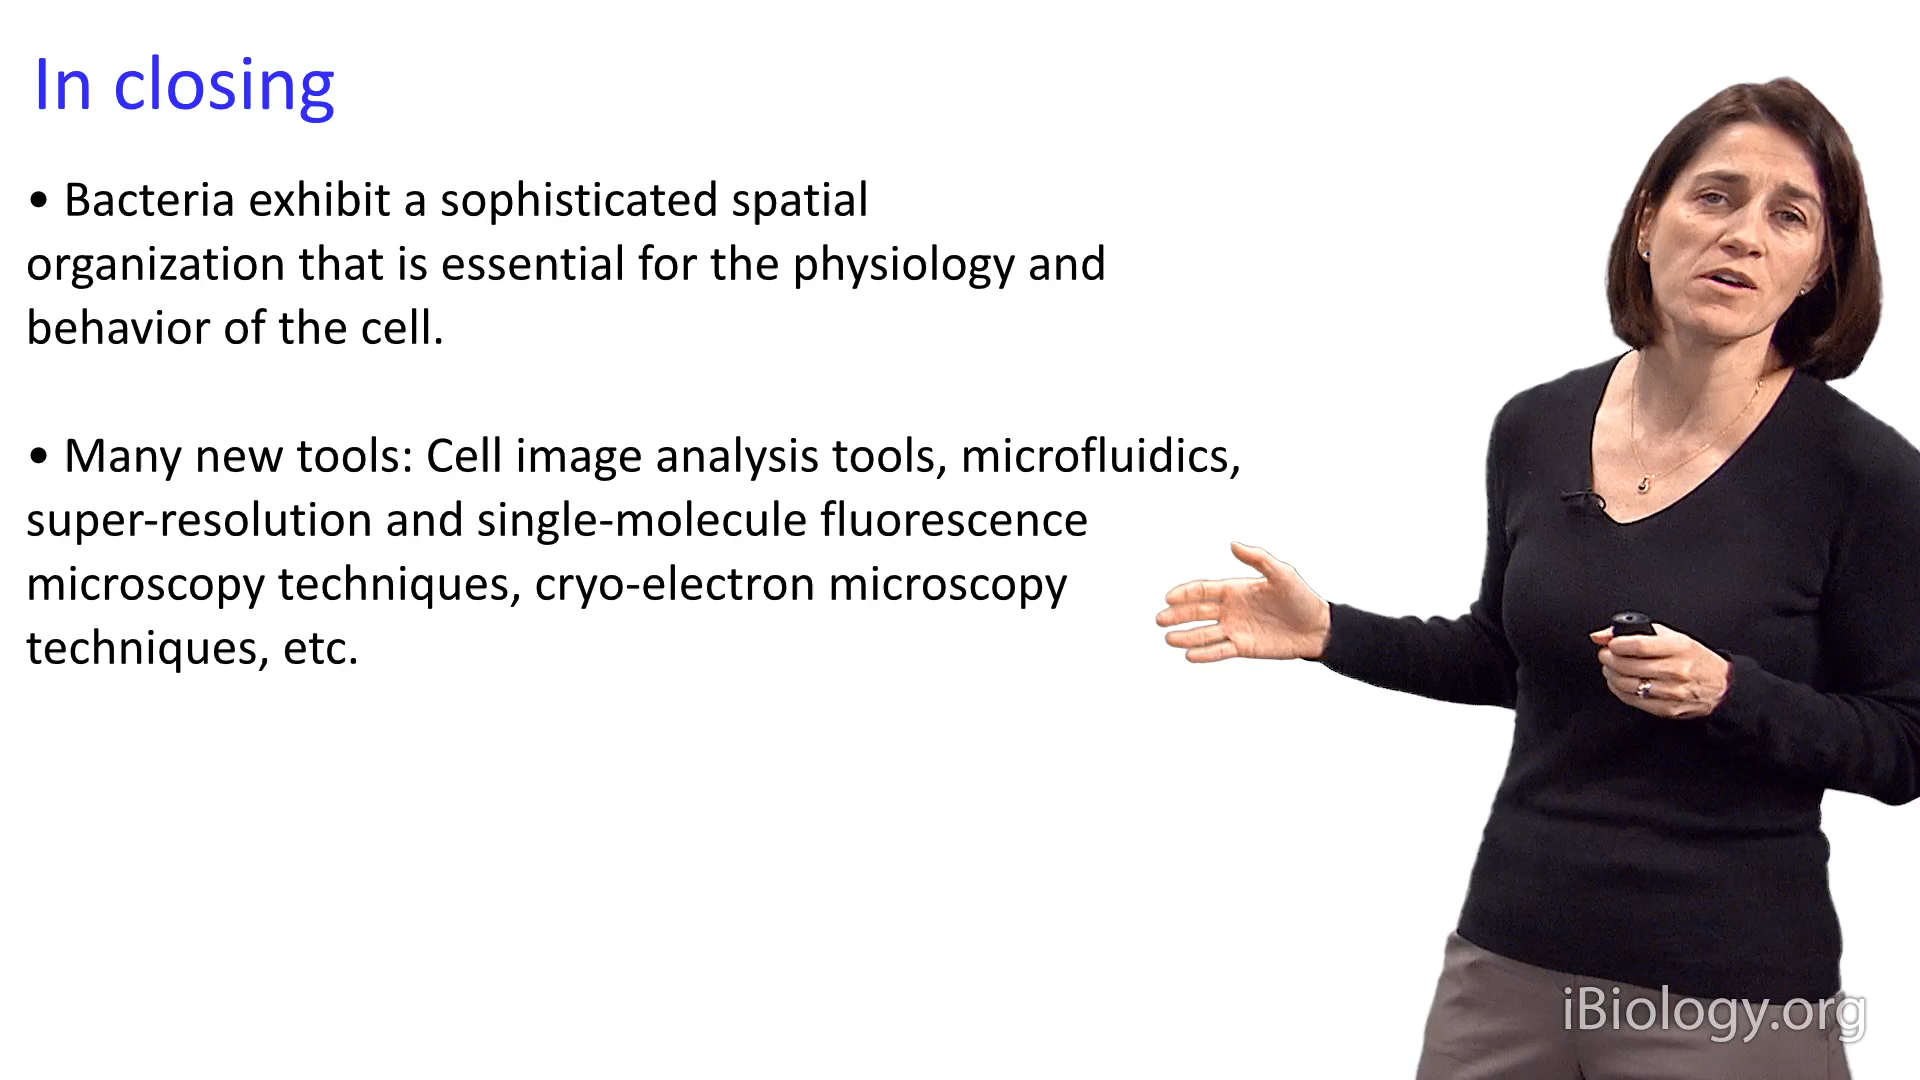 In closing
• Bacteria exhibit a sophisticated spatial
organization that is essential for the physiology and
behavior of the cell.
• Many new tools: Cell image analysis tools, microfluidics,
super-resolution and single-molecule fluorescence
microscopy techniques, cryo-electron microscopy
techniques, etc.
iBiology.org